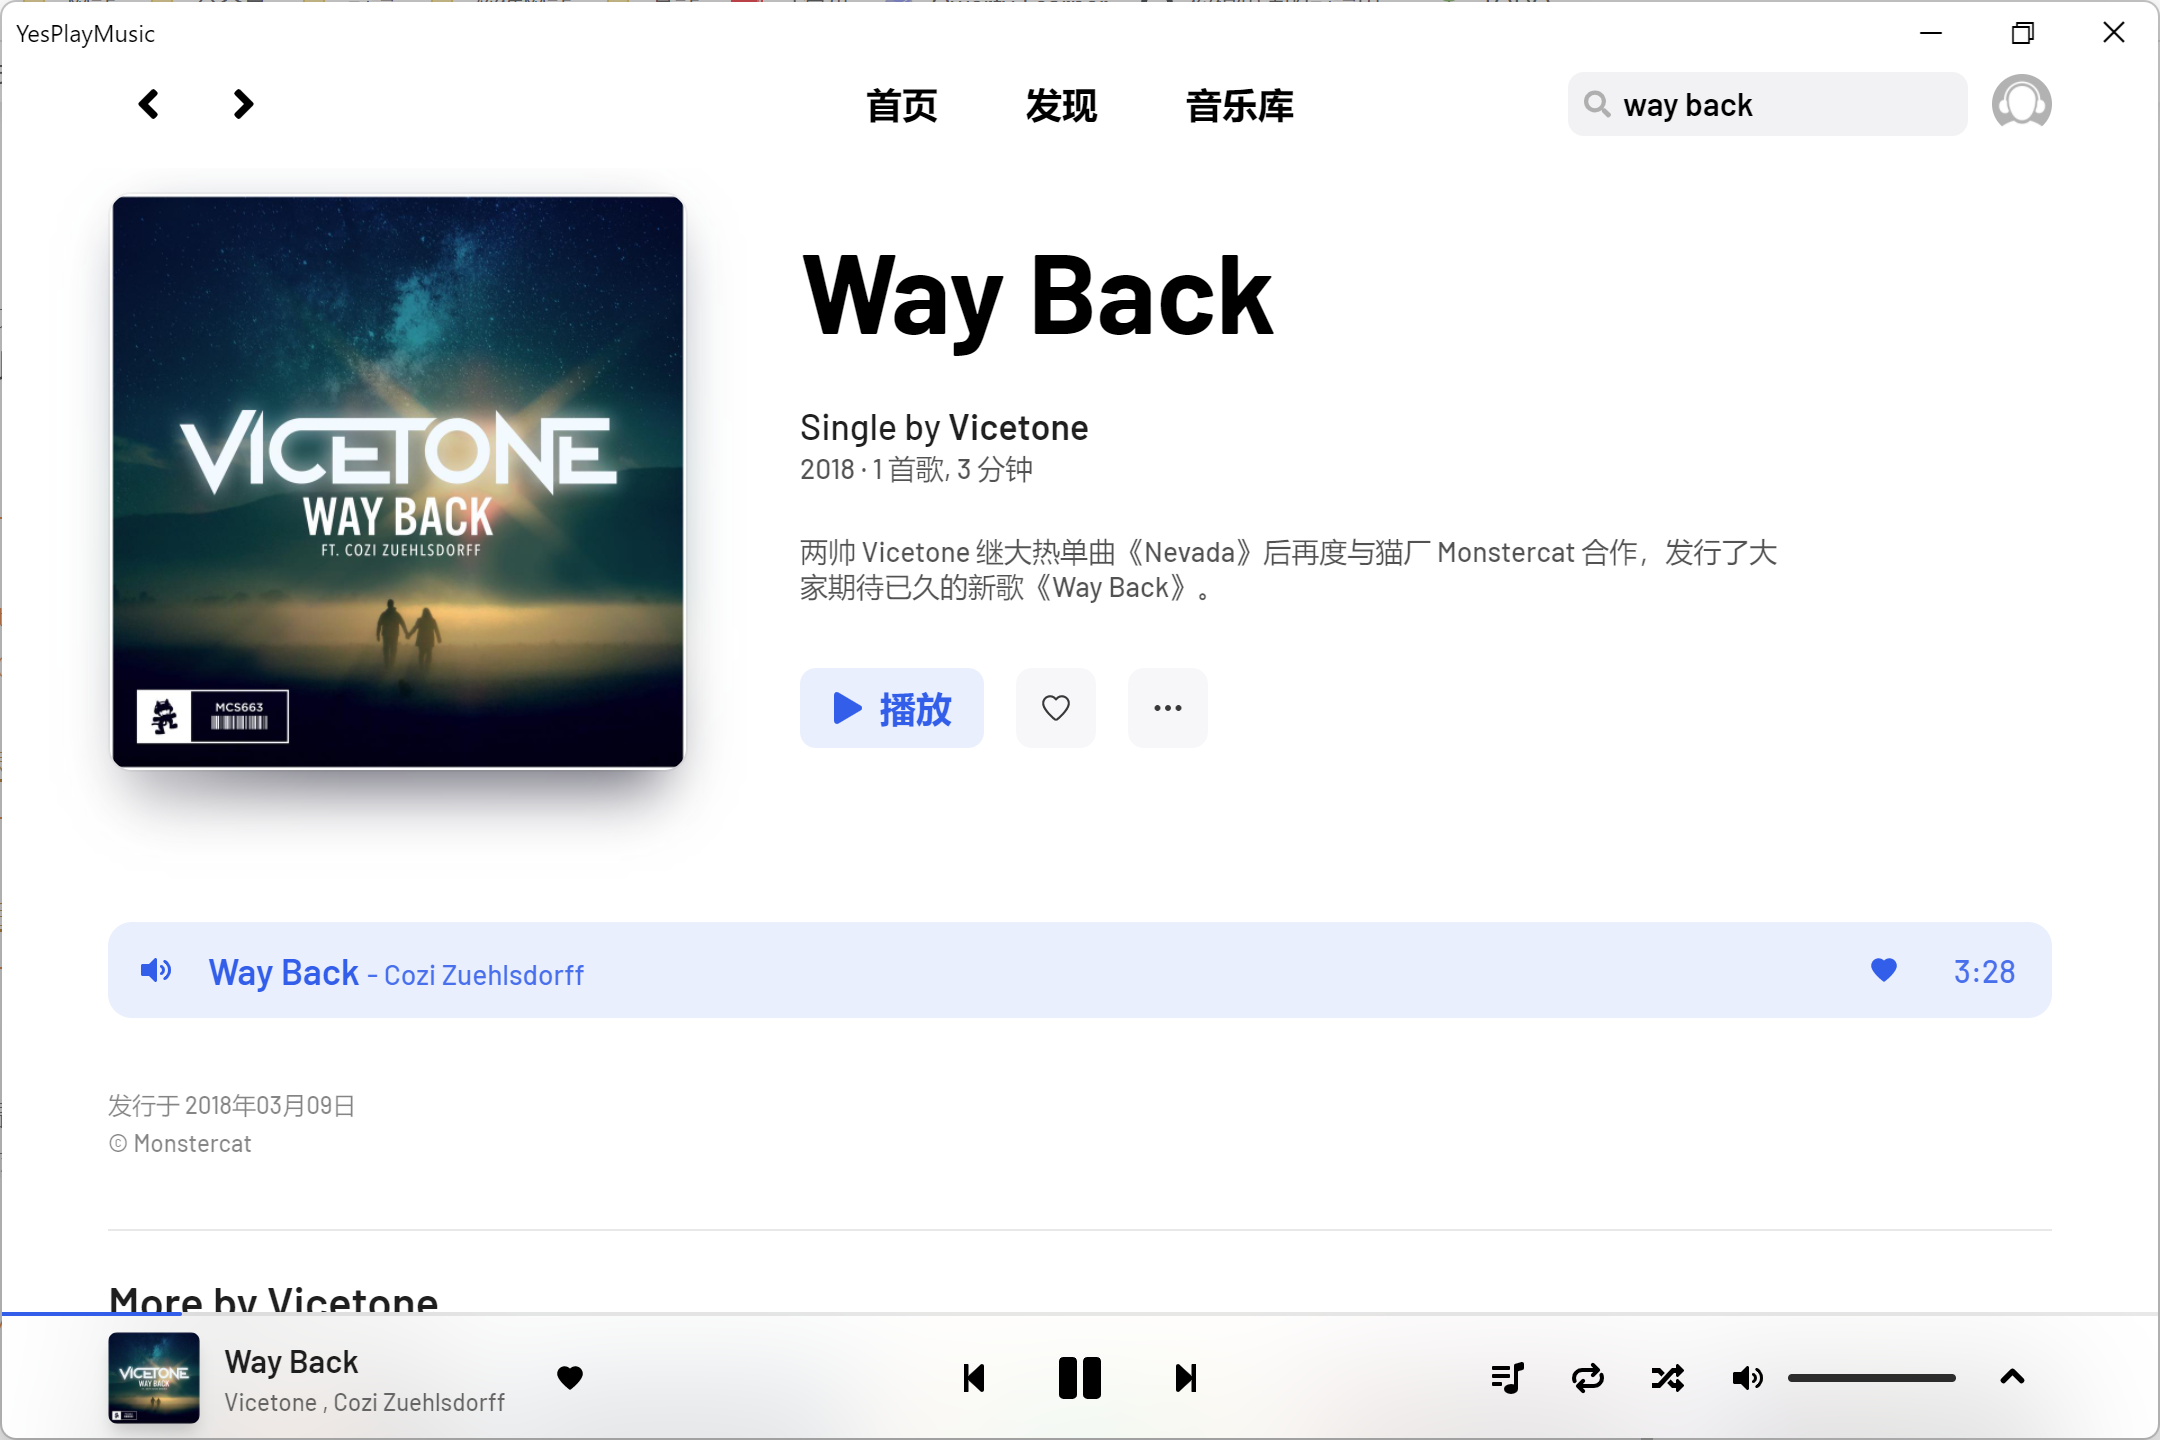 YesPlayMusic
首页 发现 音乐库
way back
VICETONE
WAY BACK
FT. COZI ZUEHLSDORFF
MCS663
Way Back
Single by Vicetone
2018 · 1 首歌, 3 分钟
两帅 Vicetone 继大热单曲《Nevada》后再度与猫厂 Monstercat 合作，发行了大
家期待已久的新歌《Way Back》。
播放
Way Back - Cozi Zuehlsdorff 3:28
发行于 2018年03月09日
© Monstercat
More by Vicetone
VICETONE
WAY BACK
Way Back
Vicetone , Cozi Zuehlsdorff